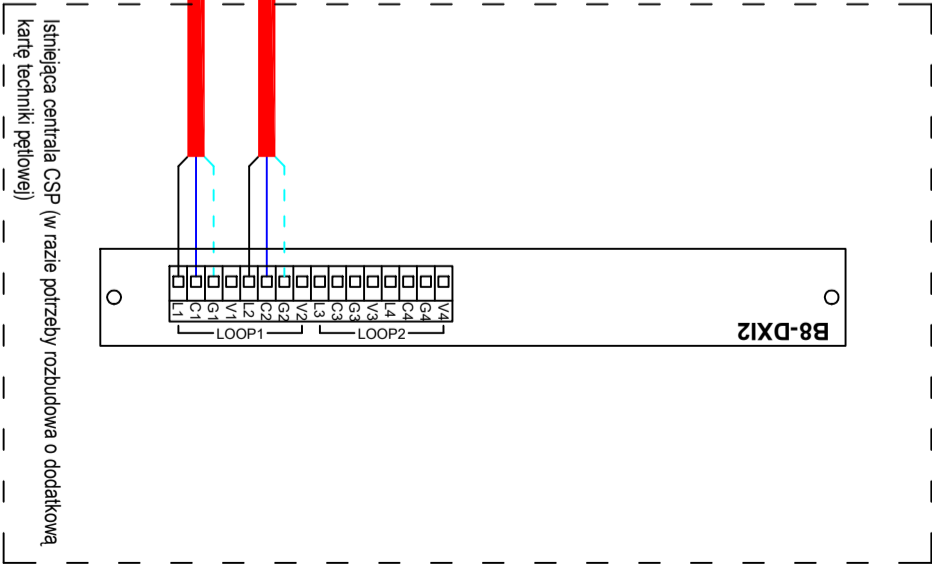 Istniejąca centrala CSP (w razie potrzeby rozbudowa o dodatkową
kartę techniki pętlowej)
L1 C1 G1 V1 L2 C2 G2 V2 L3 C3 G3 V3 L4 C4 G4 V4
LOOP1 LOOP2
B8-DXI2